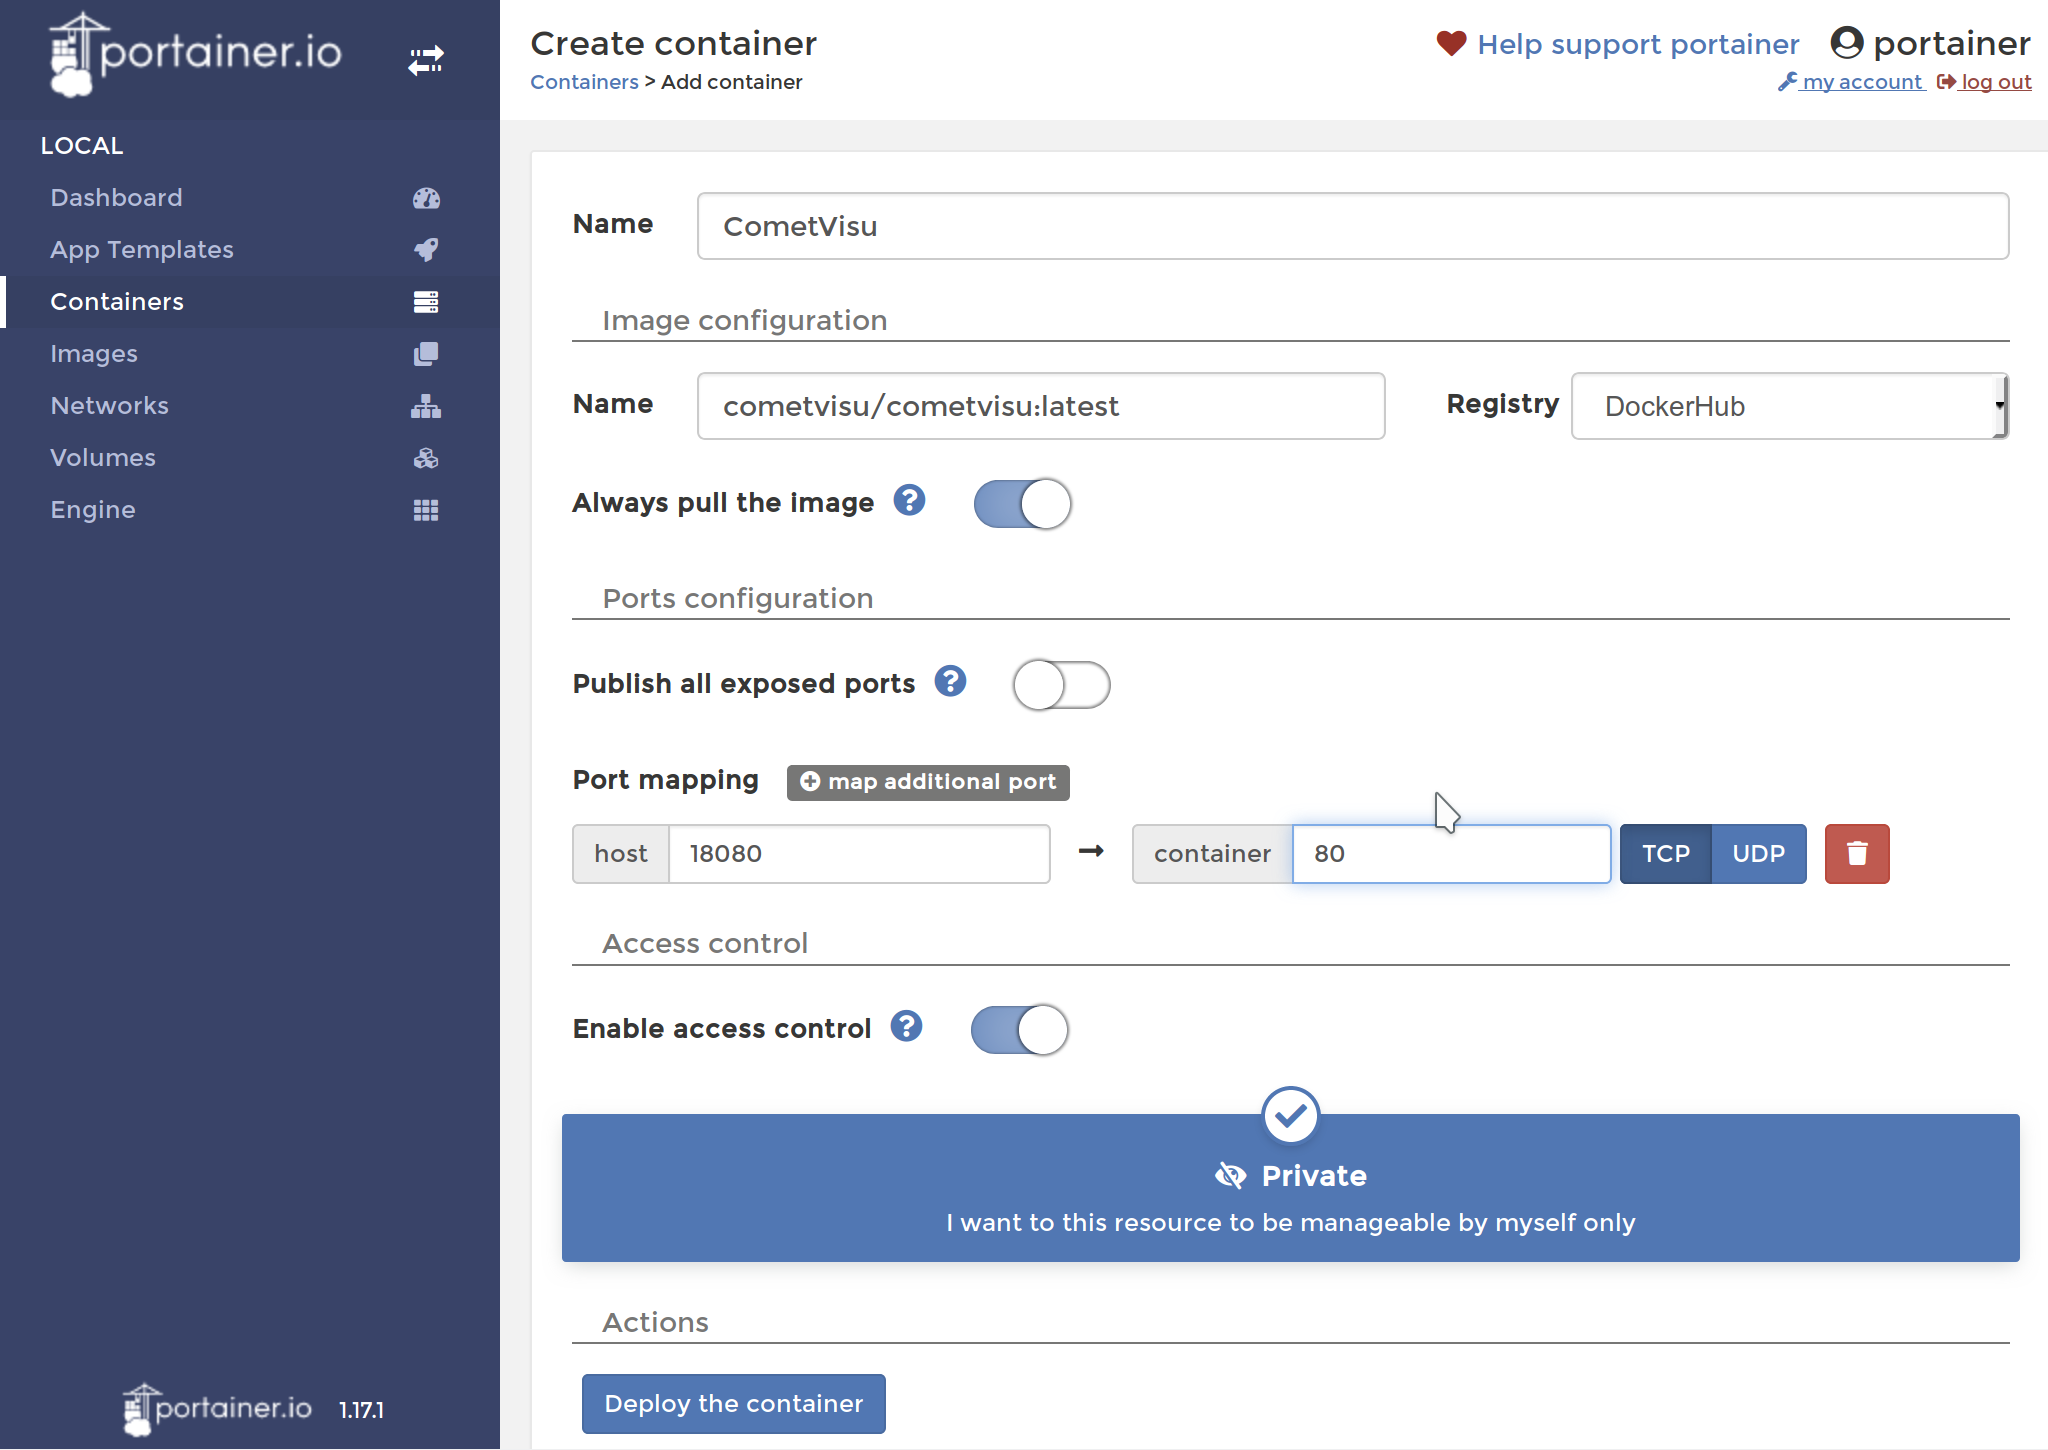 portainer.io
LOCAL
Dashboard
App Templates
Containers
Images
Networks
Volumes
Engine
portainer.io 1.17.1
Create container
Containers > Add container
Help support portainer
portainer
my account
log out
Name CometVisu
Image configuration
Name cometvisu/cometvisu:latest Registry DockerHub
Always pull the image ?
Ports configuration
Publish all exposed ports ?
Port mapping map additional port
host 18080 container 80 TCP UDP
Access control
Enable access control ?
Private
I want to this resource to be manageable by myself only
Actions
Deploy the container